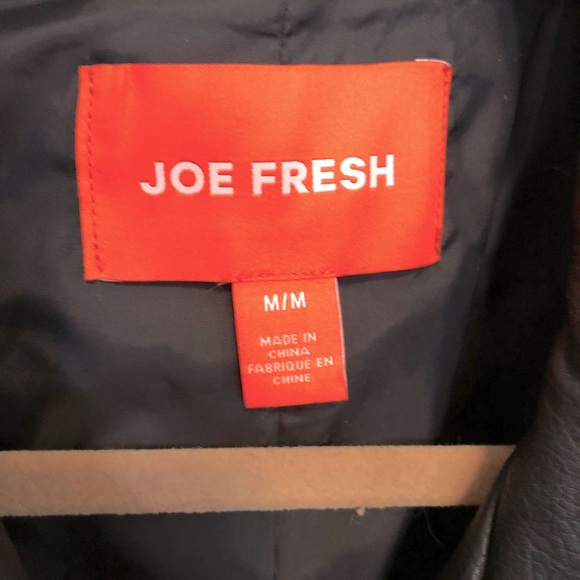 JOE FRESH
M/M
MADE IN
CHINA
FABRIQUÉ EN
CHINE